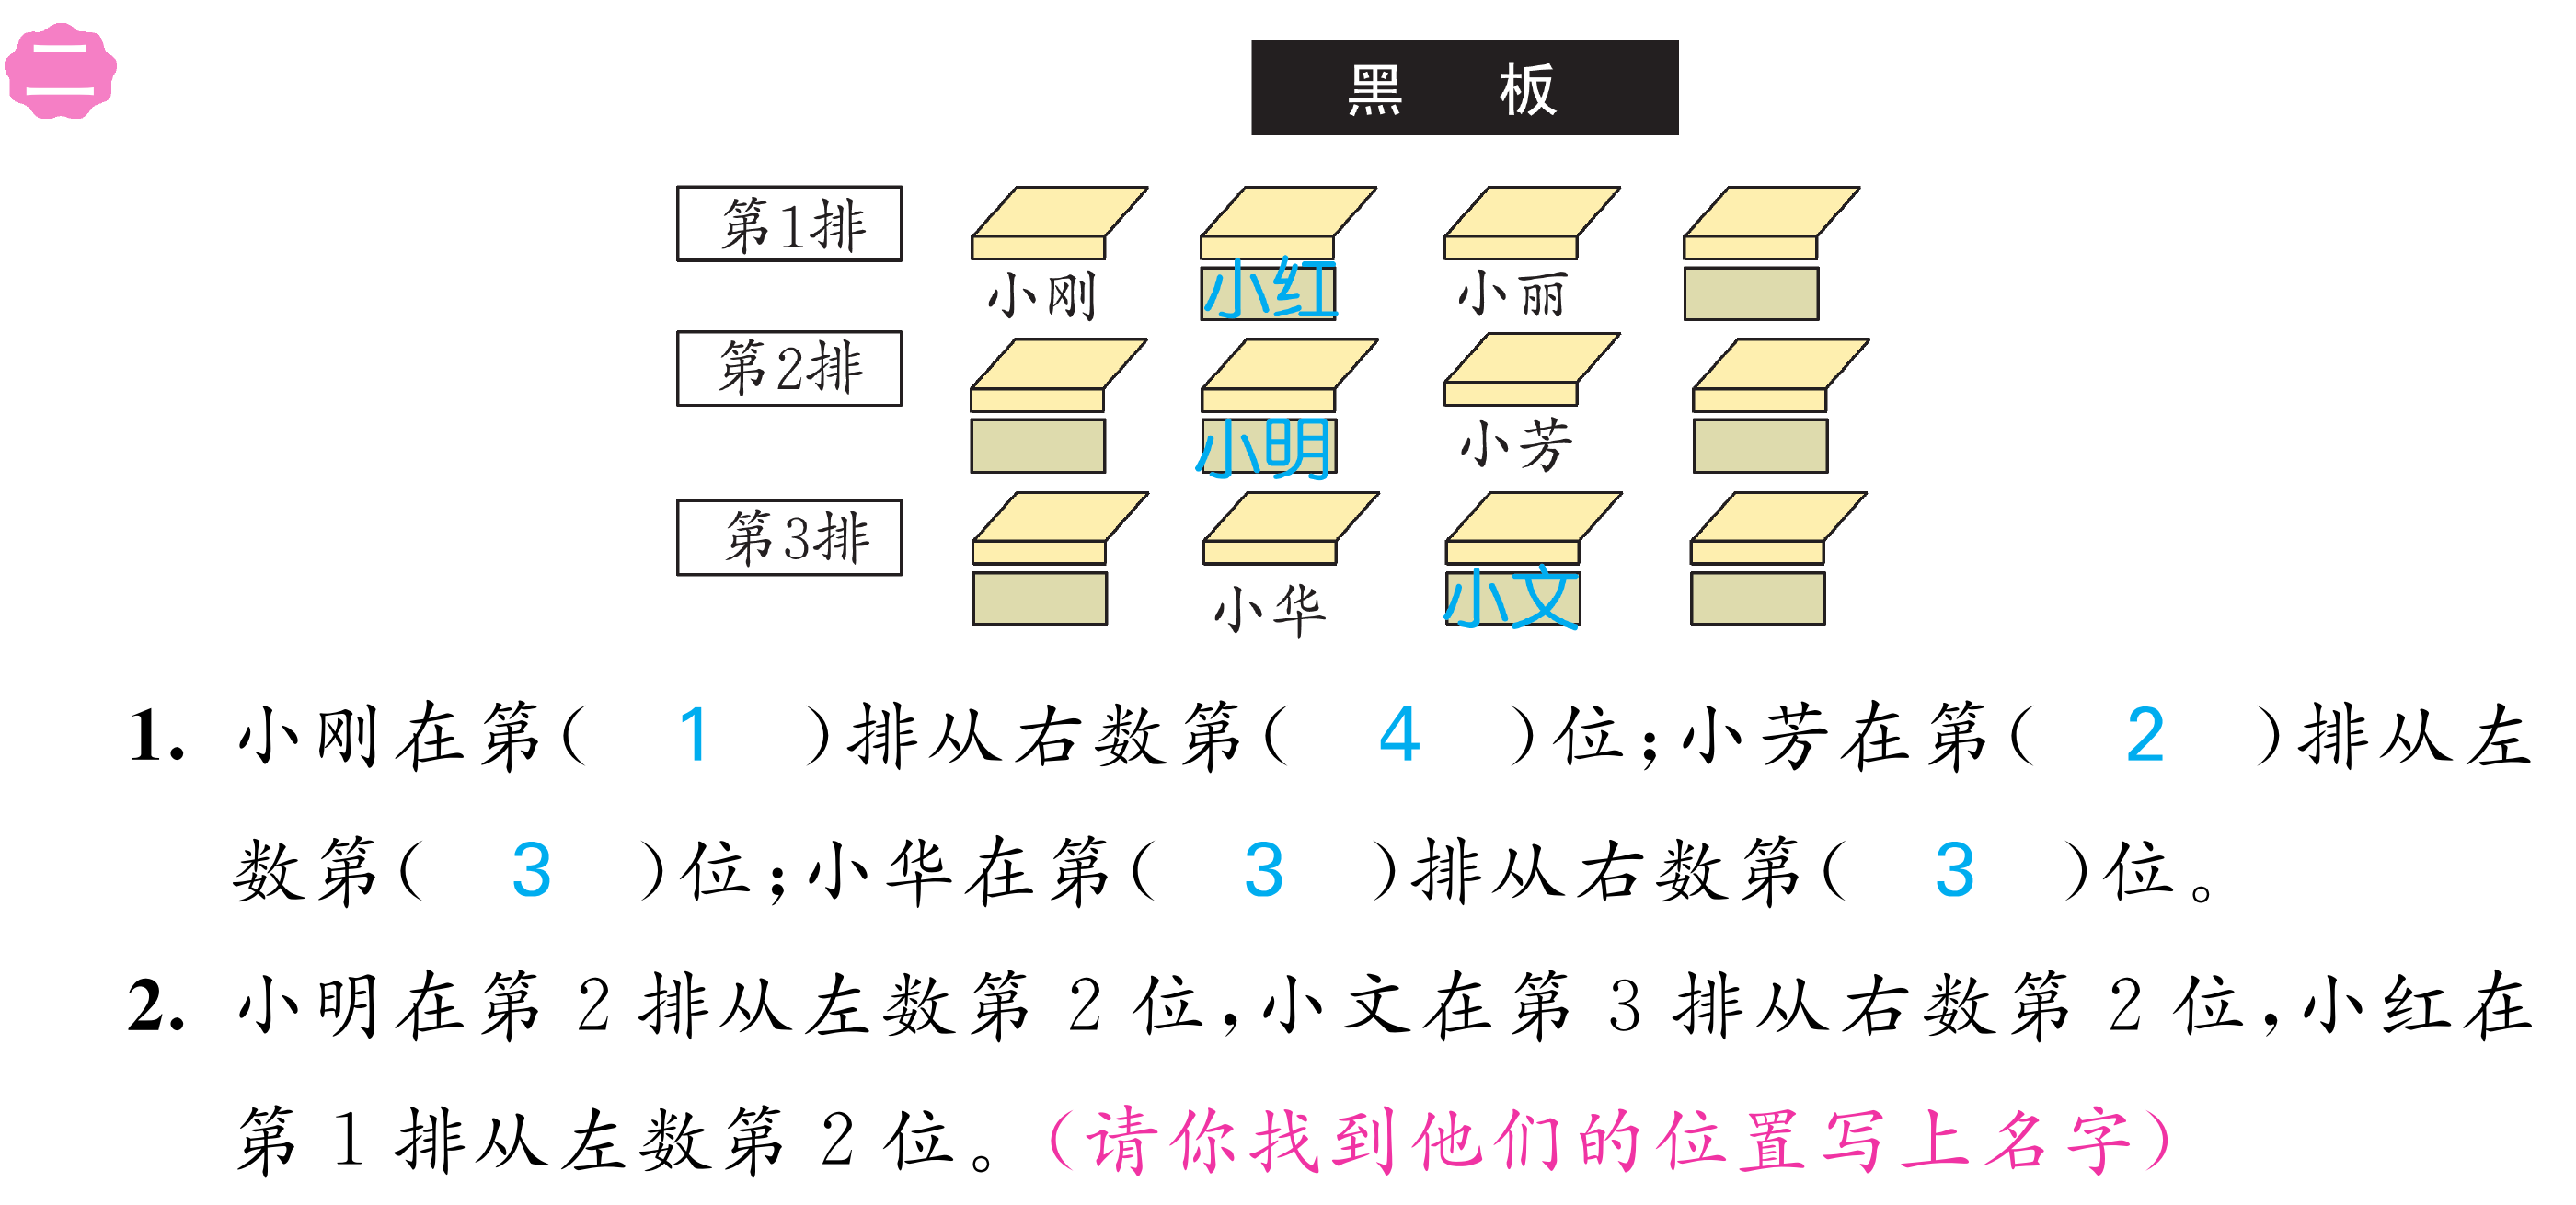 二
黑 板
第1排
小刚 小红 小丽
第2排
小明 小芳
第3排
小华 小文
1. 小刚在第( 1 )排从右数第( 4 )位;小芳在第( 2 )排从左
数第( 3 )位;小华在第( 3 )排从右数第( 3 )位。
2. 小明在第 2 排从左数第 2 位,小文在第 3 排从右数第 2 位,小红在
第 1 排从左数第 2 位。(请你找到他们的位置写上名字)